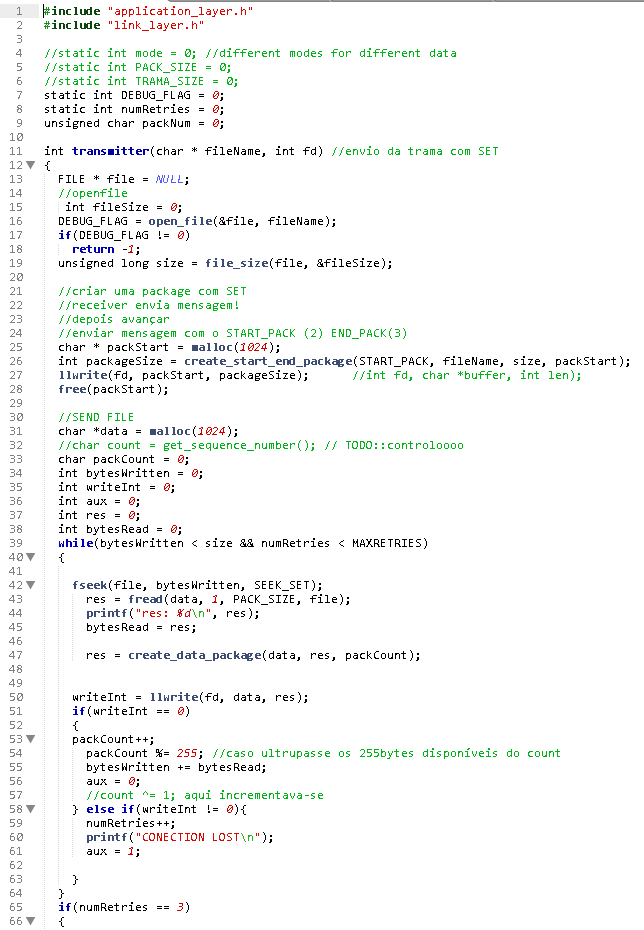 1 #include "application_layer.h"
2 #include "link_layer.h"
3
4 //static int mode = 0; //different modes for different data
5 //static int PACK_SIZE = 0;
6 //static int TRAMA_SIZE = 0;
7 static int DEBUG_FLAG = 0;
8 static int numRetries = 0;
9 unsigned char packNum = 0;
10
11 int transmitter(char * fileName, int fd) //envio da trama com SET
12 {
13 FILE * file = NULL;
14 //openfile
15 int fileSize = 0;
16 DEBUG_FLAG = open_file(&file, fileName);
17 if(DEBUG_FLAG != 0)
18 return -1;
19 unsigned long size = file_size(file, &fileSize);
20
21 //criar uma package com SET
22 //receiver envia mensagem!
23 //depois avançar
24 //enviar mensagem com o START_PACK (2) END_PACK(3)
25 char * packStart = malloc(1024);
26 int packageSize = create_start_end_package(START_PACK, fileName, size, packStart);
27 llwrite(fd, packStart, packageSize); //int fd, char *buffer, int len);
28 free(packStart);
29
30 //SEND FILE
31 char *data = malloc(1024);
32 //char count = get_sequence_number(); // TODO::controloooo
33 char packCount = 0;
34 int bytesWritten = 0;
35 int writeInt = 0;
36 int aux = 0;
37 int res = 0;
38 int bytesRead = 0;
39 while(bytesWritten < size && numRetries < MAXRETRIES)
40 {
41
42 fseek(file, bytesWritten, SEEK_SET);
43 res = fread(data, 1, PACK_SIZE, file);
44 printf("res: %d\n", res);
45 bytesRead = res;
46
47 res = create_data_package(data, res, packCount);
48
49
50 writeInt = llwrite(fd, data, res);
51 if(writeInt == 0)
52 {
53 packCount++;
54 packCount %= 255; //caso ultrupasse os 255bytes disponíveis do count
55 bytesWritten += bytesRead;
56 aux = 0;
57 //count ^= 1; aqui incrementava-se
58 } else if(writeInt != 0){
59 numRetries++;
60 printf("CONECTION LOST\n");
61 aux = 1;
62
63 }
64 }
65 if(numRetries == 3)
66 {